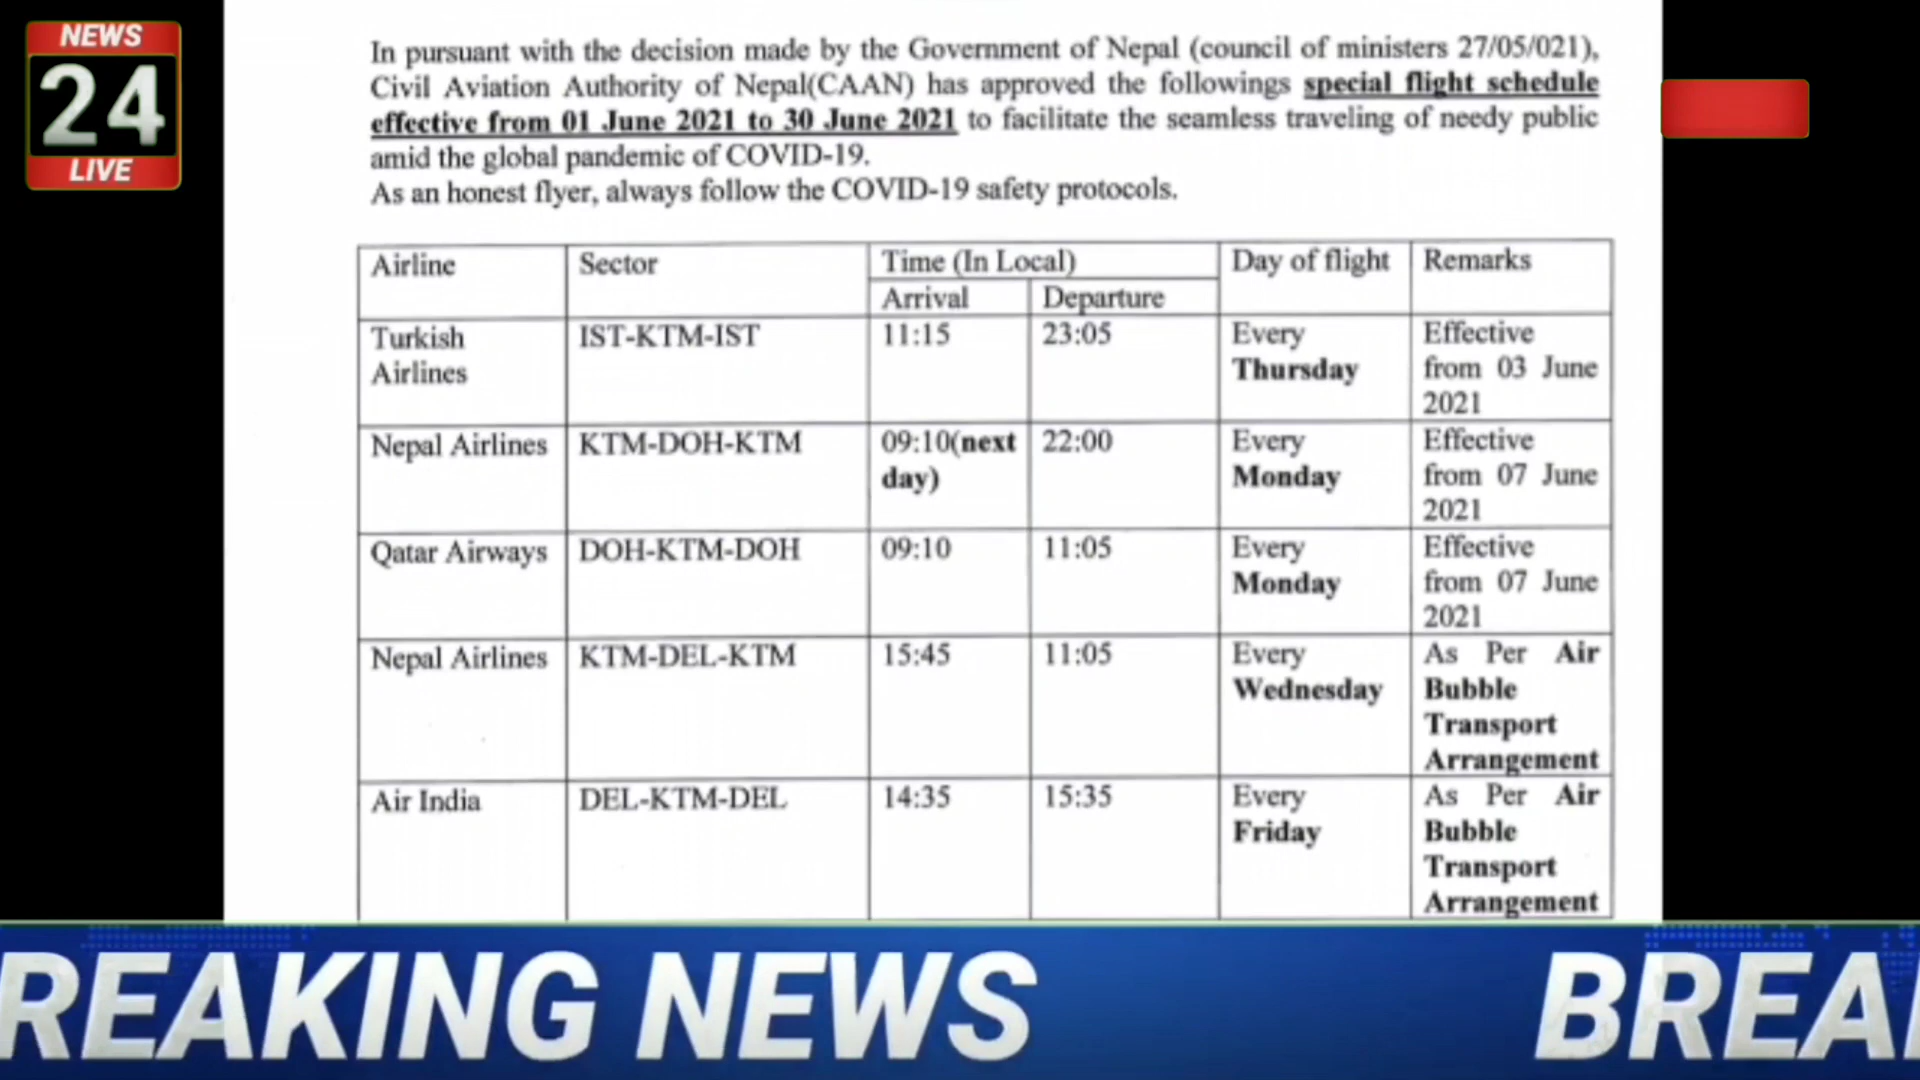 NEWS
24
LIVE
In pursuant with the decision made by the Government of Nepal (council of ministers 27/05/021),
Civil Aviation Authority of Nepal(CAAN) has approved the followings special flight schedule
effective from 01 June 2021 to 30 June 2021 to facilitate the seamless traveling of needy public
amid the global pandemic of COVID-19.
As an honest flyer, always follow the COVID-19 safety protocols.
Airline Sector Time (In Local) Day of flight Remarks
Arrival Departure
Turkish IST-KTM-IST 11:15 23:05 Every Effective
Airlines Thursday from 03 June
2021
Nepal Airlines KTM-DOH-KTM 09:10(next 22:00 Every Effective
day) Monday from 07 June
2021
Qatar Airways DOH-KTM-DOH 09:10 11:05 Every Effective
Monday from 07 June
2021
Nepal Airlines KTM-DEL-KTM 15:45 11:05 Every As Per Air
Wednesday Bubble
Transport
Arrangement
Air India DEL-KTM-DEL 14:35 15:35 Every As Per Air
Friday Bubble
Transport
Arrangement
REAKING NEWS BREA